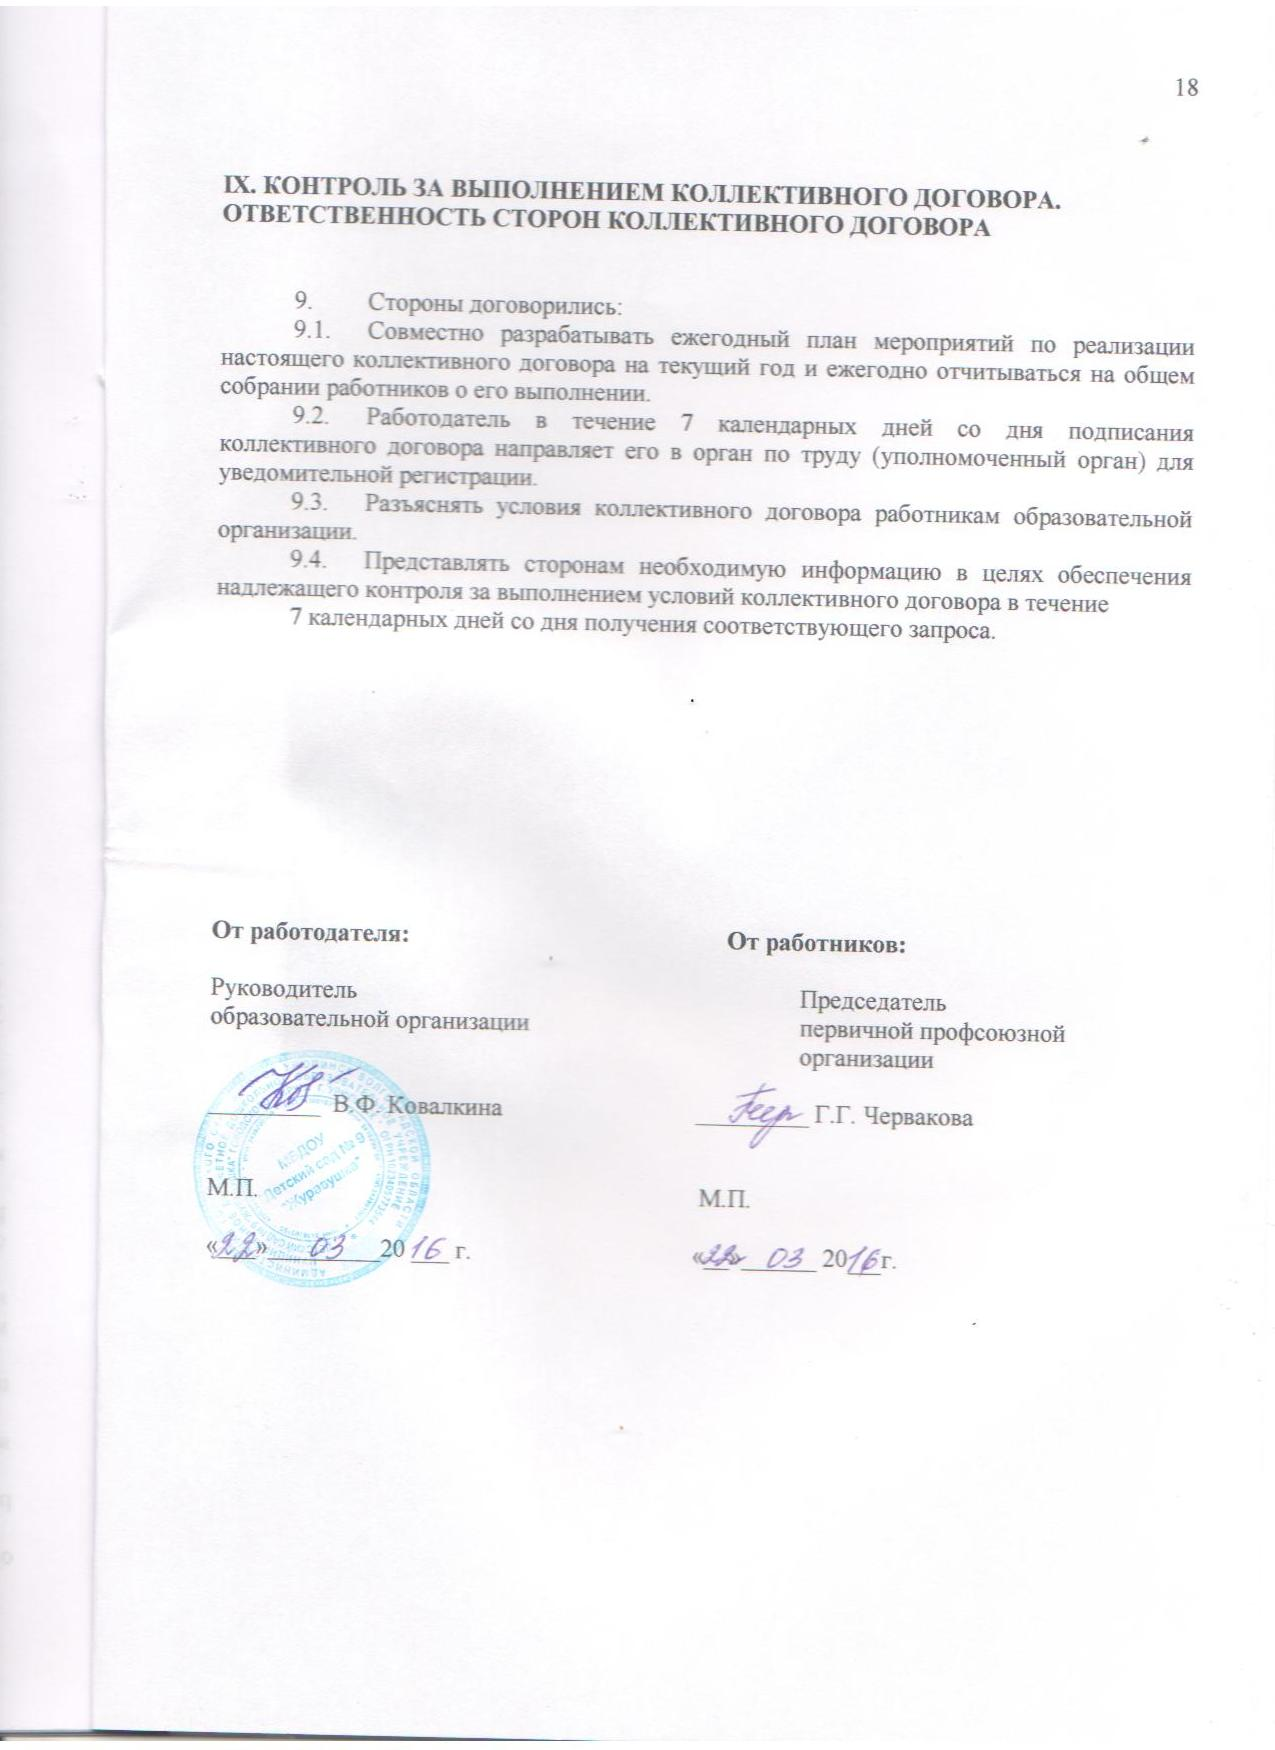 18
IX. КОНТРОЛЬ ЗА ВЫПОЛНЕНИЕМ КОЛЛЕКТИВНОГО ДОГОВОРА.
ОТВЕТСТВЕННОСТЬ СТОРОН КОЛЛЕКТИВНОГО ДОГОВОРА
9. Стороны договорились:
9.1. Совместно разрабатывать ежегодный план мероприятий по реализации
настоящего коллективного договора на текущий год и ежегодно отчитываться на общем
собрании работников о его выполнении.
9.2. Работодатель в течение 7 календарных дней со дня подписания
коллективного договора направляет его в орган по труду (уполномоченный орган) для
уведомительной регистрации.
9.3. Разъяснять условия коллективного договора работникам образовательной
организации.
9.4. Представлять сторонам необходимую информацию в целях обеспечения
надлежащего контроля за выполнением условий коллективного договора в течение
7 календарных дней со дня получения соответствующего запроса.
От работодателя:
Руководитель
образовательной организации
В.Ф. Ковалкина
МБДОУ
Детский сад № 9
"Журавушка"
М.П.
«22» 03 2016 г.
От работников:
Председатель
первичной профсоюзной
организации
Г.Г. Червакова
М.П.
«22» 03 2016 г.